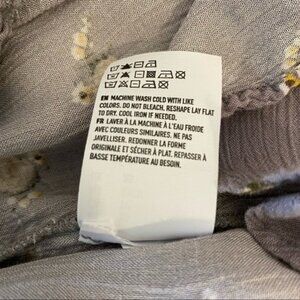 EN MACHINE WASH COLD WITH LIKE
COLORS. DO NOT BLEACH. RESHAPE LAY FLAT
TO DRY, COOL IRON IF NEEDED.
FR LAVER À LA MACHINE À L'EAU FROIDE
AVEC COULEURS SIMILAIRES. NE PAS
JAVELLISER. REDONNER LA FORME
ORIGINALE ET SÉCHER À PLAT. REPASSER À
BASSE TEMPÉRATURE AU BESOIN.